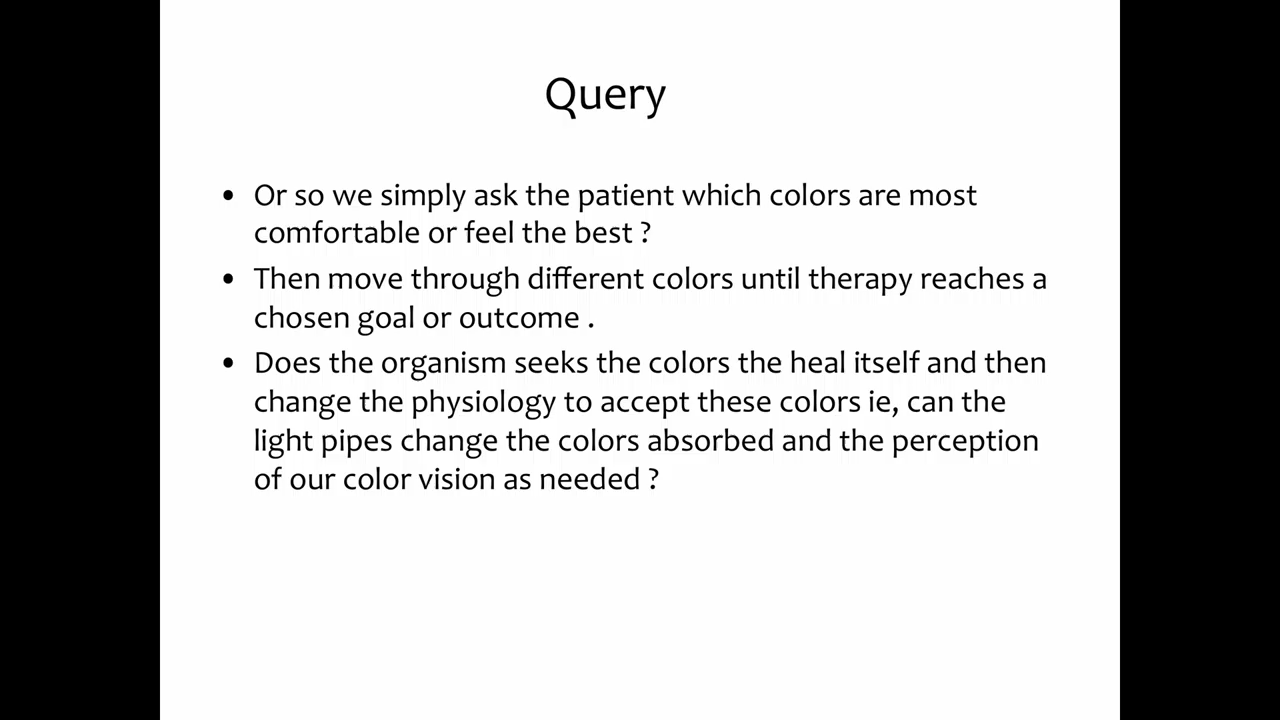 Query
• Or so we simply ask the patient which colors are most
comfortable or feel the best ?
• Then move through different colors until therapy reaches a
chosen goal or outcome .
• Does the organism seeks the colors the heal itself and then
change the physiology to accept these colors ie, can the
light pipes change the colors absorbed and the perception
of our color vision as needed ?